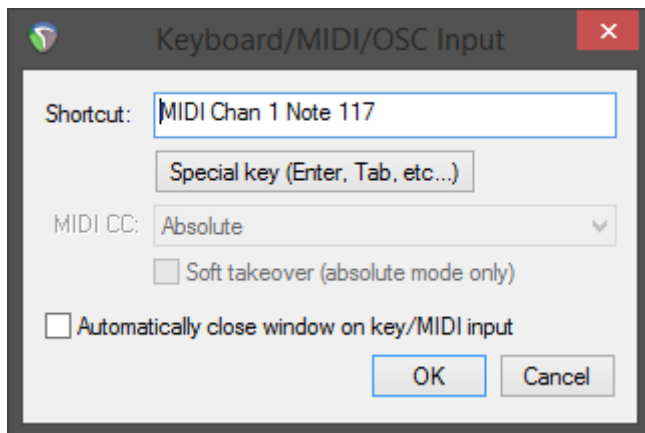 Keyboard/MIDI/OSC Input
Shortcut: MIDI Chan 1 Note 117
Special key (Enter, Tab, etc...)
MIDI CC: Absolute
Soft takeover (absolute mode only)
Automatically close window on key/MIDI input
OK Cancel